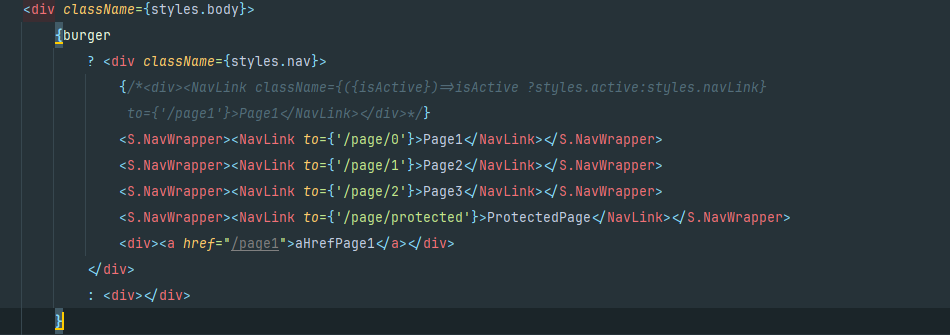 <div className={styles.body}>
{burger
? <div className={styles.nav}>
{/*<div><NavLink className={({isActive})=>isActive ?styles.active:styles.navLink}
to={'/page1'}>Page1</NavLink></div>*/}
<S.NavWrapper><NavLink to={'/page/0'}>Page1</NavLink></S.NavWrapper>
<S.NavWrapper><NavLink to={'/page/1'}>Page2</NavLink></S.NavWrapper>
<S.NavWrapper><NavLink to={'/page/2'}>Page3</NavLink></S.NavWrapper>
<S.NavWrapper><NavLink to={'/page/protected'}>ProtectedPage</NavLink></S.NavWrapper>
<div><a href="/page1">aHrefPage1</a></div>
</div>
: <div></div>
}